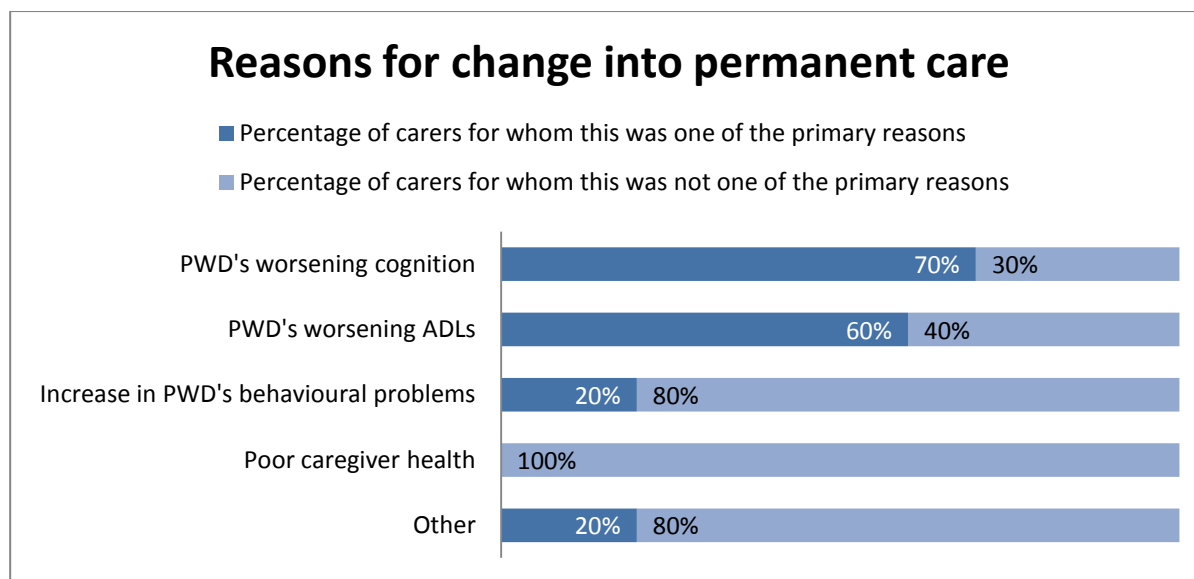 Reasons for change into permanent care
Percentage of carers for whom this was one of the primary reasons
Percentage of carers for whom this was not one of the primary reasons
PWD's worsening cognition 70% 30%
PWD's worsening ADLs 60% 40%
Increase in PWD's behavioural problems 20% 80%
Poor caregiver health 100%
Other 20% 80%